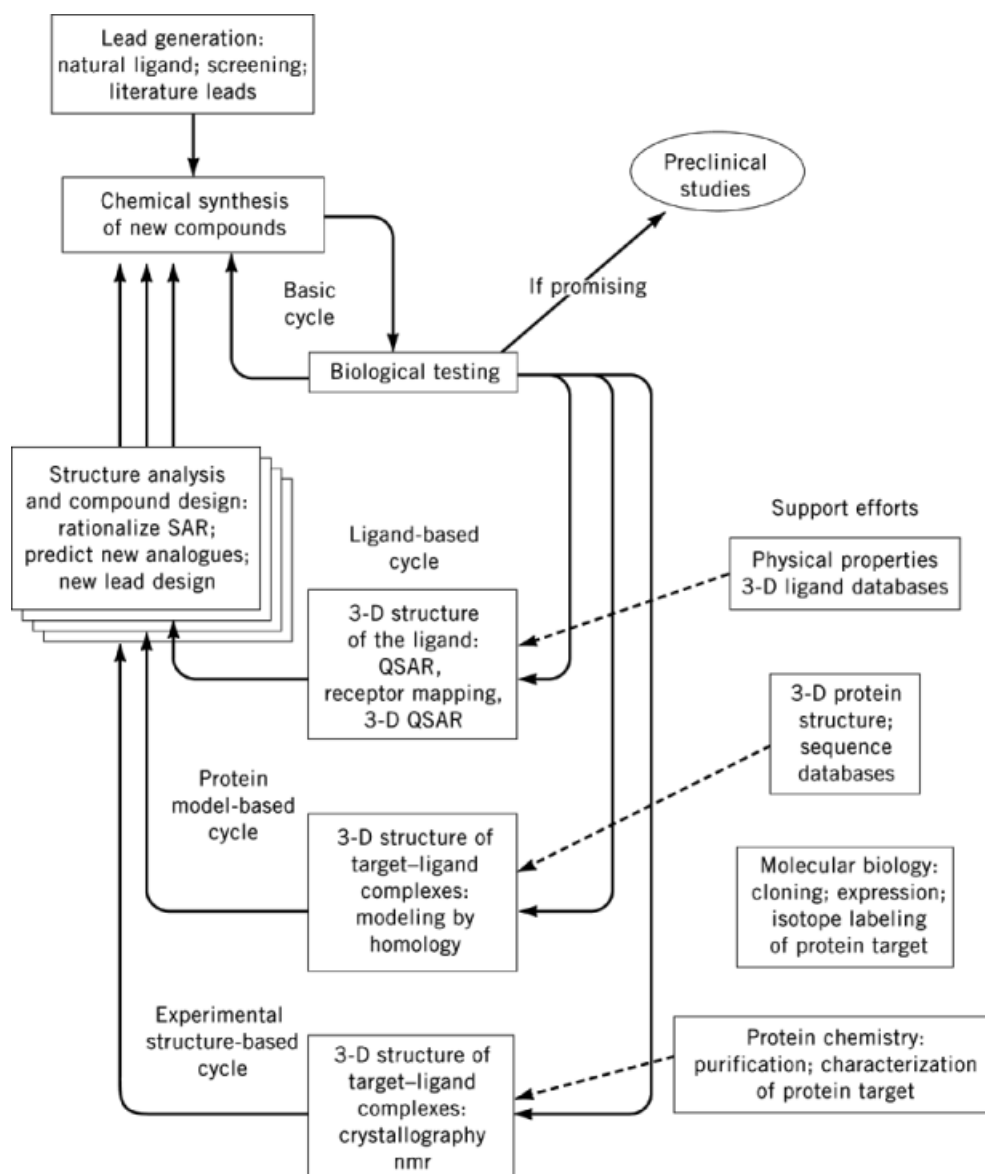 Lead generation:
natural ligand; screening;
literature leads
Preclinical
studies
Chemical synthesis
of new compounds
If promising
Basic
cycle
Biological testing
Structure analysis
and compound design:
rationalize SAR;
predict new analogues;
new lead design
Support efforts
Ligand-based
cycle
Physical properties
3-D ligand databases
3-D structure
of the ligand:
QSAR,
receptor mapping,
3-D QSAR
3-D protein
structure;
sequence
databases
Protein
model-based
cycle
3-D structure of
target–ligand
complexes:
modeling by
homology
Molecular biology:
cloning; expression;
isotope labeling
of protein target
Experimental
structure-based
cycle
3-D structure of
target–ligand
complexes:
crystallography
nmr
Protein chemistry:
purification; characterization
of protein target